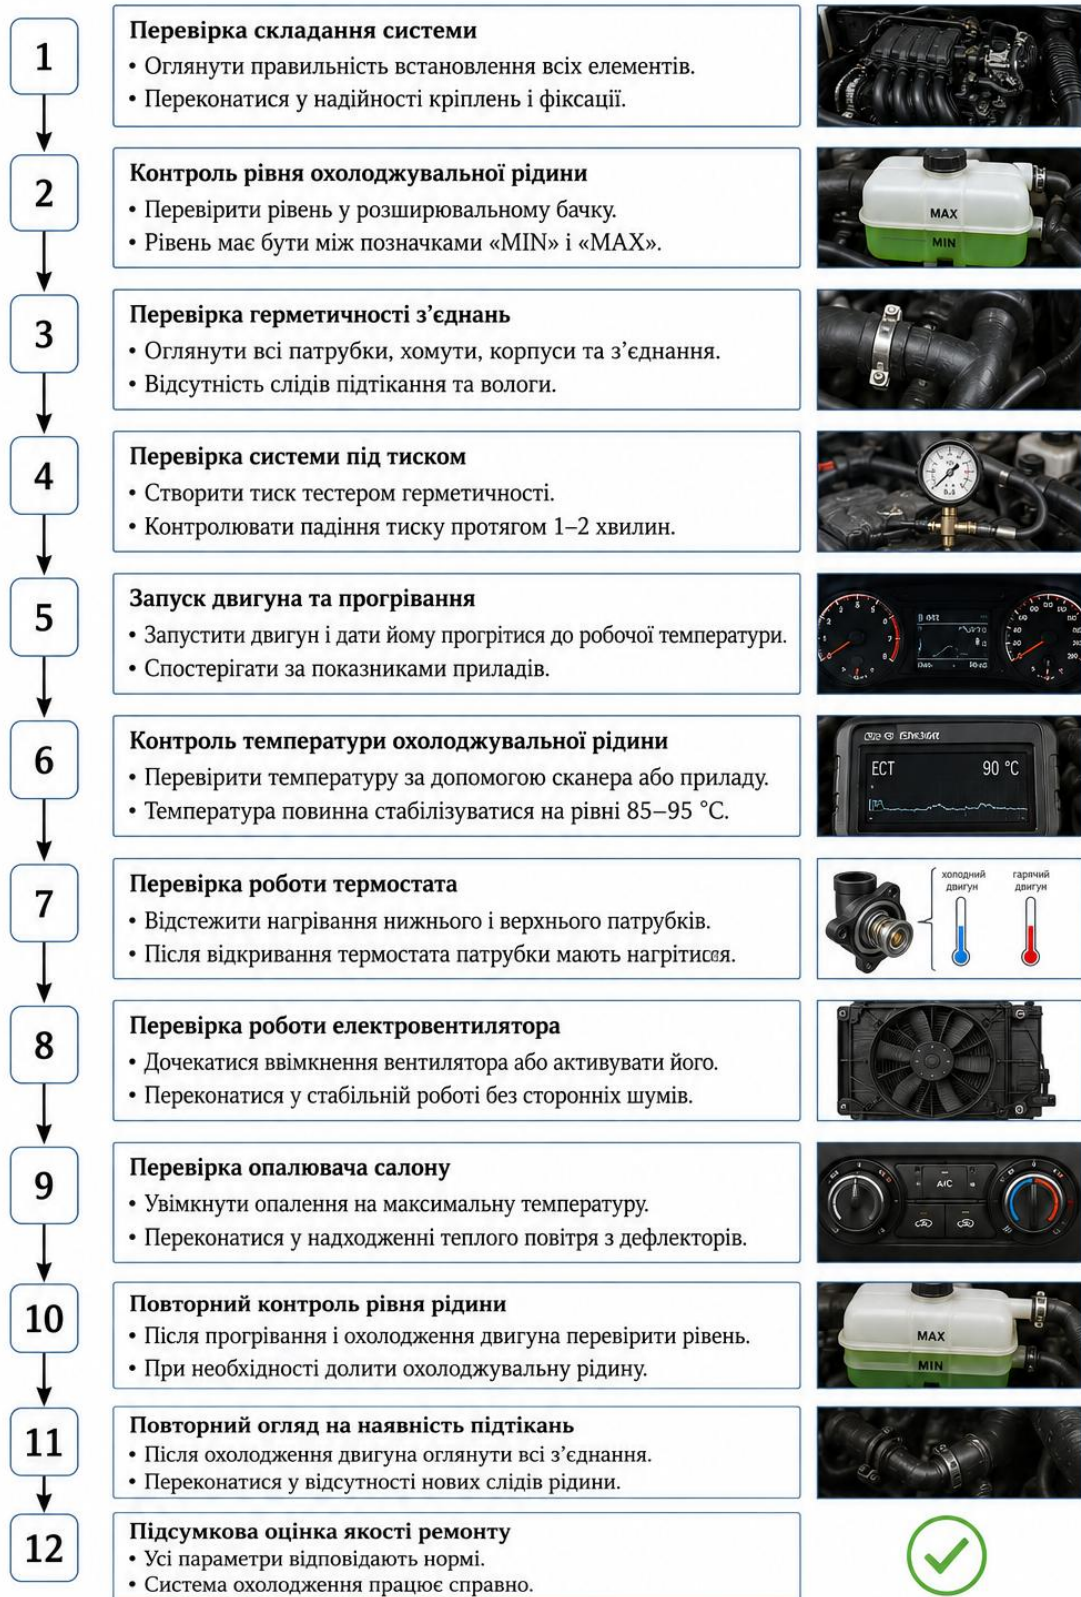 1
Перевірка складання системи
• Оглянути правильність встановлення всіх елементів.
• Переконатися у надійності кріплень і фіксації.
2
Контроль рівня охолоджувальної рідини
• Перевірити рівень у розширювальному бачку.
• Рівень має бути між позначками «MIN» і «MAX».
MAX
MIN
3
Перевірка герметичності з’єднань
• Оглянути всі патрубки, хомути, корпуси та з’єднання.
• Відсутність слідів підтікання та вологи.
4
Перевірка системи під тиском
• Створити тиск тестером герметичності.
• Контролювати падіння тиску протягом 1–2 хвилин.
5
Запуск двигуна та прогрівання
• Запустити двигун і дати йому прогрітися до робочої температури.
• Спостерігати за показниками приладів.
6
Контроль температури охолоджувальної рідини
• Перевірити температуру за допомогою сканера або приладу.
• Температура повинна стабілізуватися на рівні 85–95 °C.
ECT 90 °C
7
Перевірка роботи термостата
• Відстежити нагрівання нижнього і верхнього патрубків.
• Після відкривання термостата патрубки мають
холодний двигун
гарячий двигун
8
Перевірка роботи електровентилятора
• Дочекатися ввімкнення вентилятора або активувати його.
• Переконатися у стабільній роботі без сторонніх шумів.
9
Перевірка опалювача салону
• Увімкнути опалення на максимальну температуру.
• Переконатися у надходженні теплого повітря з дефлекторів.
A/C
10
Повторний контроль рівня рідини
• Після прогрівання і охолодження двигуна перевірити рівень.
• При необхідності долити охолоджувальну рідину.
MAX
MIN
11
Повторний огляд на наявність підтікань
• Після охолодження двигуна оглянути всі з’єднання.
• Переконатися у відсутності нових слідів рідини.
12
Підсумкова оцінка якості ремонту
• Усі параметри відповідають нормі.
• Система охолодження працює справно.